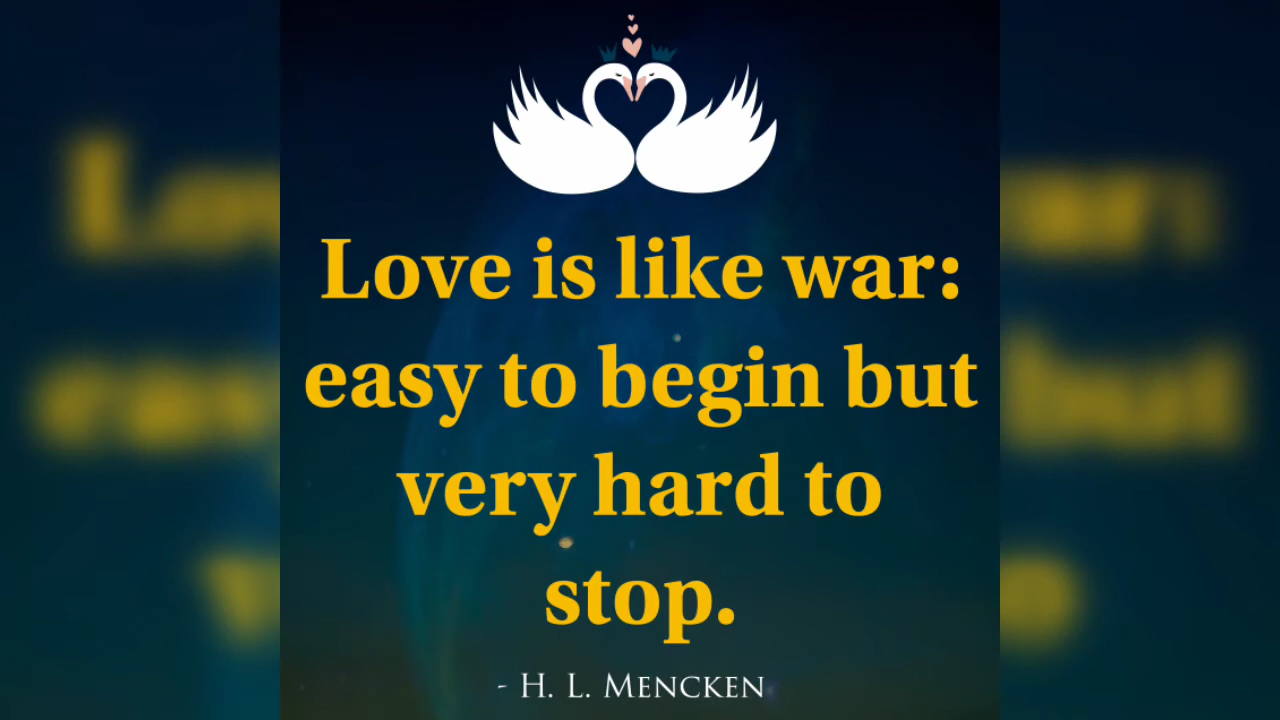 Love is like war:
easy to begin but
very hard to
stop.
- H. L. Mencken